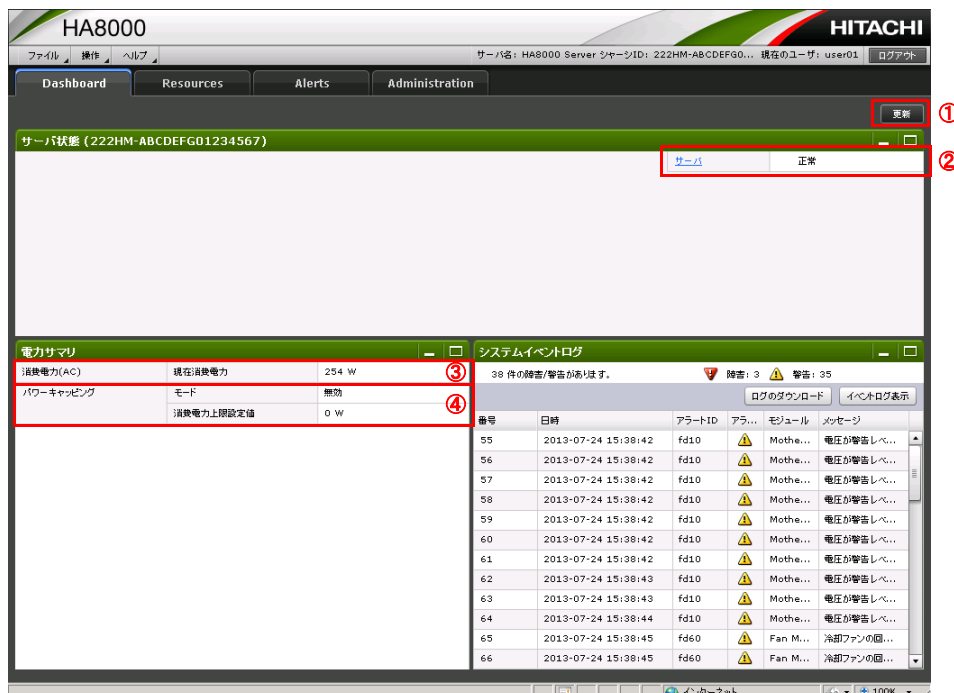 HA8000
HITACHI
ファイル 操作 ヘルプ サーバ名: HA8000 Server シャーシID: 222HM-ABCDEFG0... 現在のユーザ: user01 ログアウト
Dashboard Resources Alerts Administration
更新 ①
サーバ状態 (222HM-ABCDEFG01234567)
サーバ 正常 ②
電力サマリ
消費電力(AC) 現在消費電力 254 W ③
パワーキャッピング モード 無効 ④
消費電力上限設定値 0 W
システムイベントログ
38 件の障害/警告があります。 障害: 3 警告: 35
ログのダウンロード イベントログ表示
番号 日時 アラートID アラ... モジュール メッセージ
55 2013-07-24 15:38:42 fd10 Mothe... 電圧が警告レベ...
56 2013-07-24 15:38:42 fd10 Mothe... 電圧が警告レベ...
57 2013-07-24 15:38:42 fd10 Mothe... 電圧が警告レベ...
58 2013-07-24 15:38:42 fd10 Mothe... 電圧が警告レベ...
59 2013-07-24 15:38:42 fd10 Mothe... 電圧が警告レベ...
60 2013-07-24 15:38:42 fd10 Mothe... 電圧が警告レベ...
61 2013-07-24 15:38:42 fd10 Mothe... 電圧が警告レベ...
62 2013-07-24 15:38:43 fd10 Mothe... 電圧が警告レベ...
63 2013-07-24 15:38:43 fd10 Mothe... 電圧が警告レベ...
64 2013-07-24 15:38:44 fd10 Mothe... 電圧が警告レベ...
65 2013-07-24 15:38:45 fd60 Fan M... 冷却ファンの回...
66 2013-07-24 15:38:45 fd60 Fan M... 冷却ファンの回...
インターネット 100%